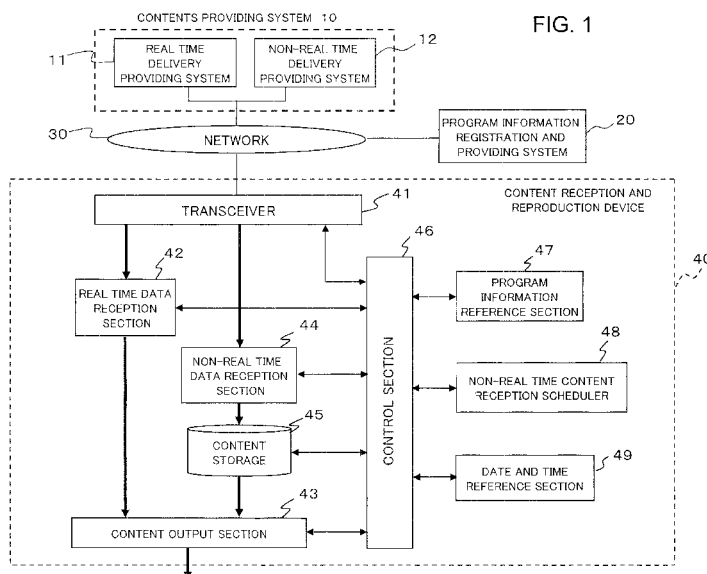 CONTENTS PROVIDING SYSTEM 10
FIG. 1
11
REAL TIME
DELIVERY
PROVIDING SYSTEM
NON-REAL TIME
DELIVERY
PROVIDING SYSTEM
12
30
NETWORK
PROGRAM INFORMATION
REGISTRATION AND
PROVIDING SYSTEM
20
TRANSCEIVER
41
CONTENT RECEPTION AND
REPRODUCTION DEVICE
40
42
REAL TIME DATA
RECEPTION
SECTION
46
CONTROL SECTION
47
PROGRAM
INFORMATION
REFERENCE SECTION
44
NON-REAL TIME
DATA RECEPTION
SECTION
48
NON-REAL TIME CONTENT
RECEPTION SCHEDULER
45
CONTENT
STORAGE
49
DATE AND TIME
REFERENCE SECTION
43
CONTENT OUTPUT SECTION